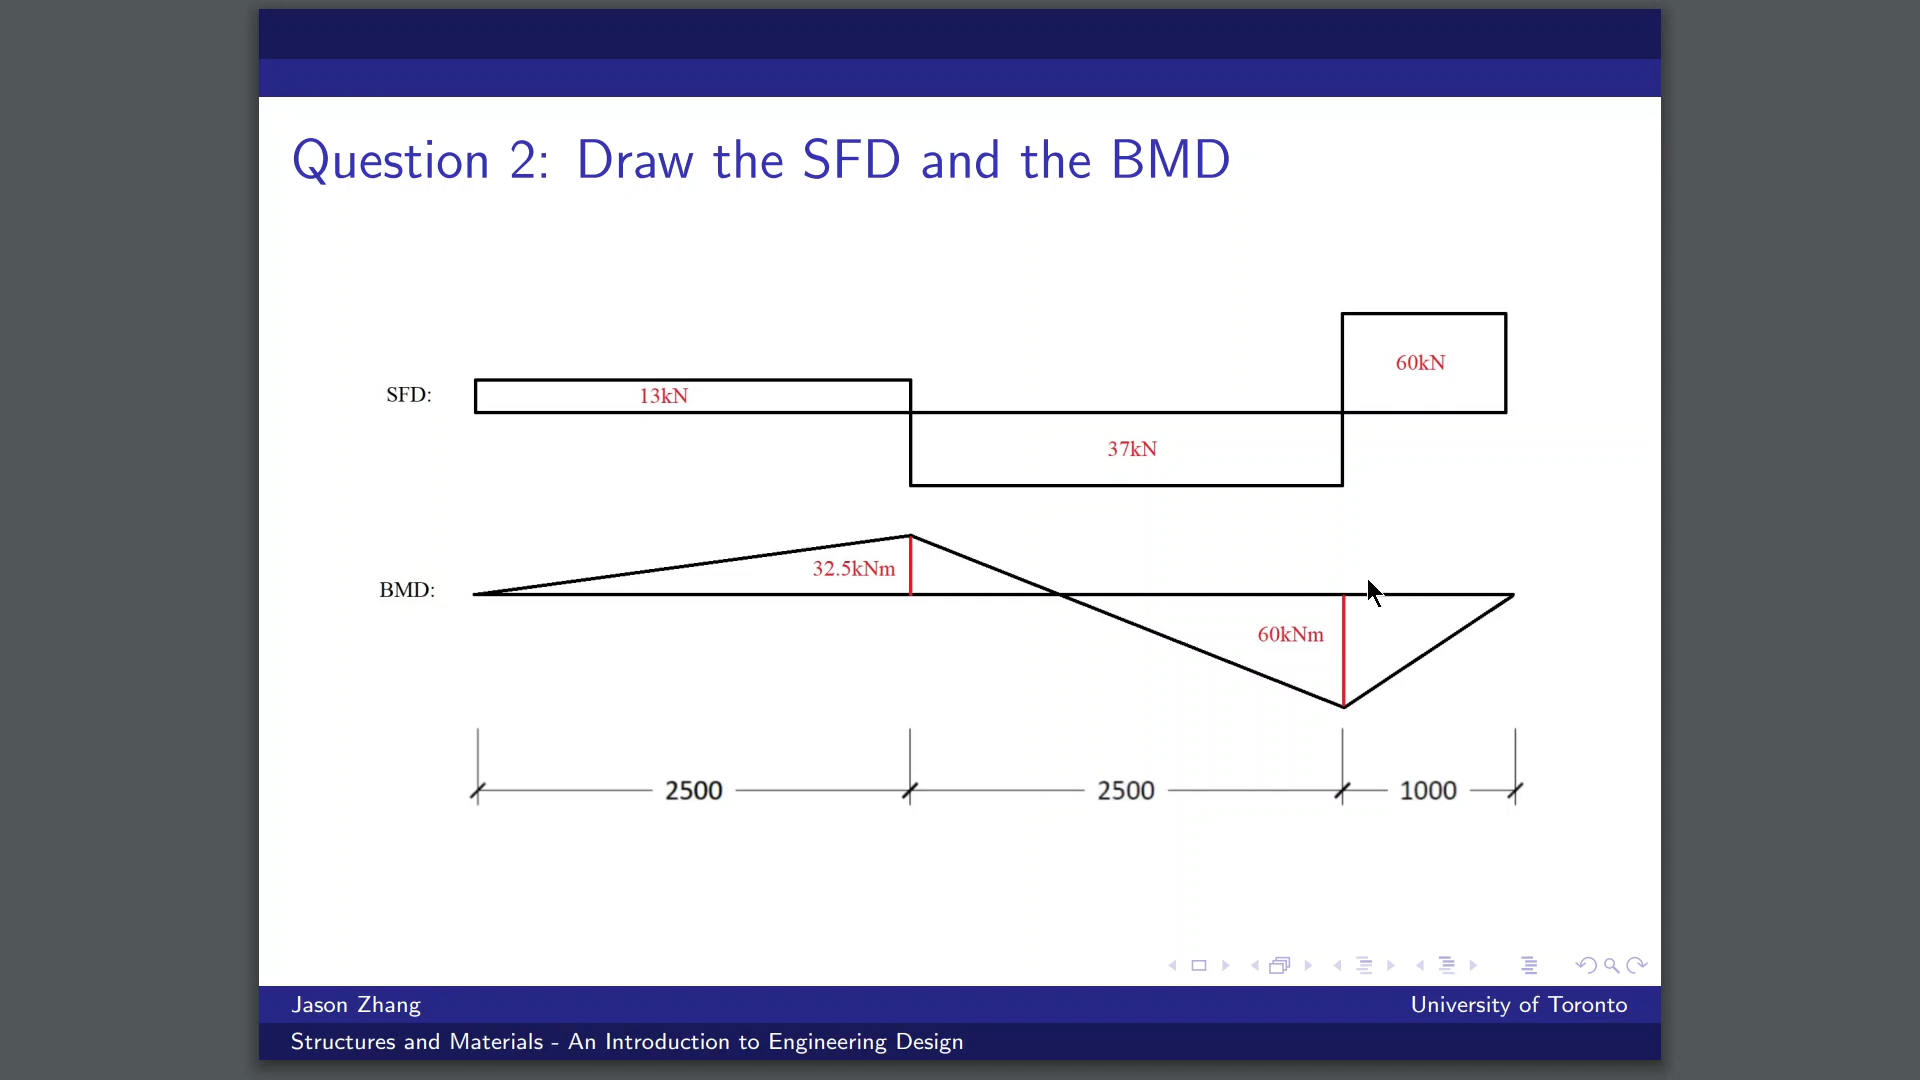 Question 2: Draw the SFD and the BMD
60kN
SFD:
13kN
37kN
32.5kNm
BMD:
60kNm
2500
2500
1000
Jason Zhang
University of Toronto
Structures and Materials - An Introduction to Engineering Design